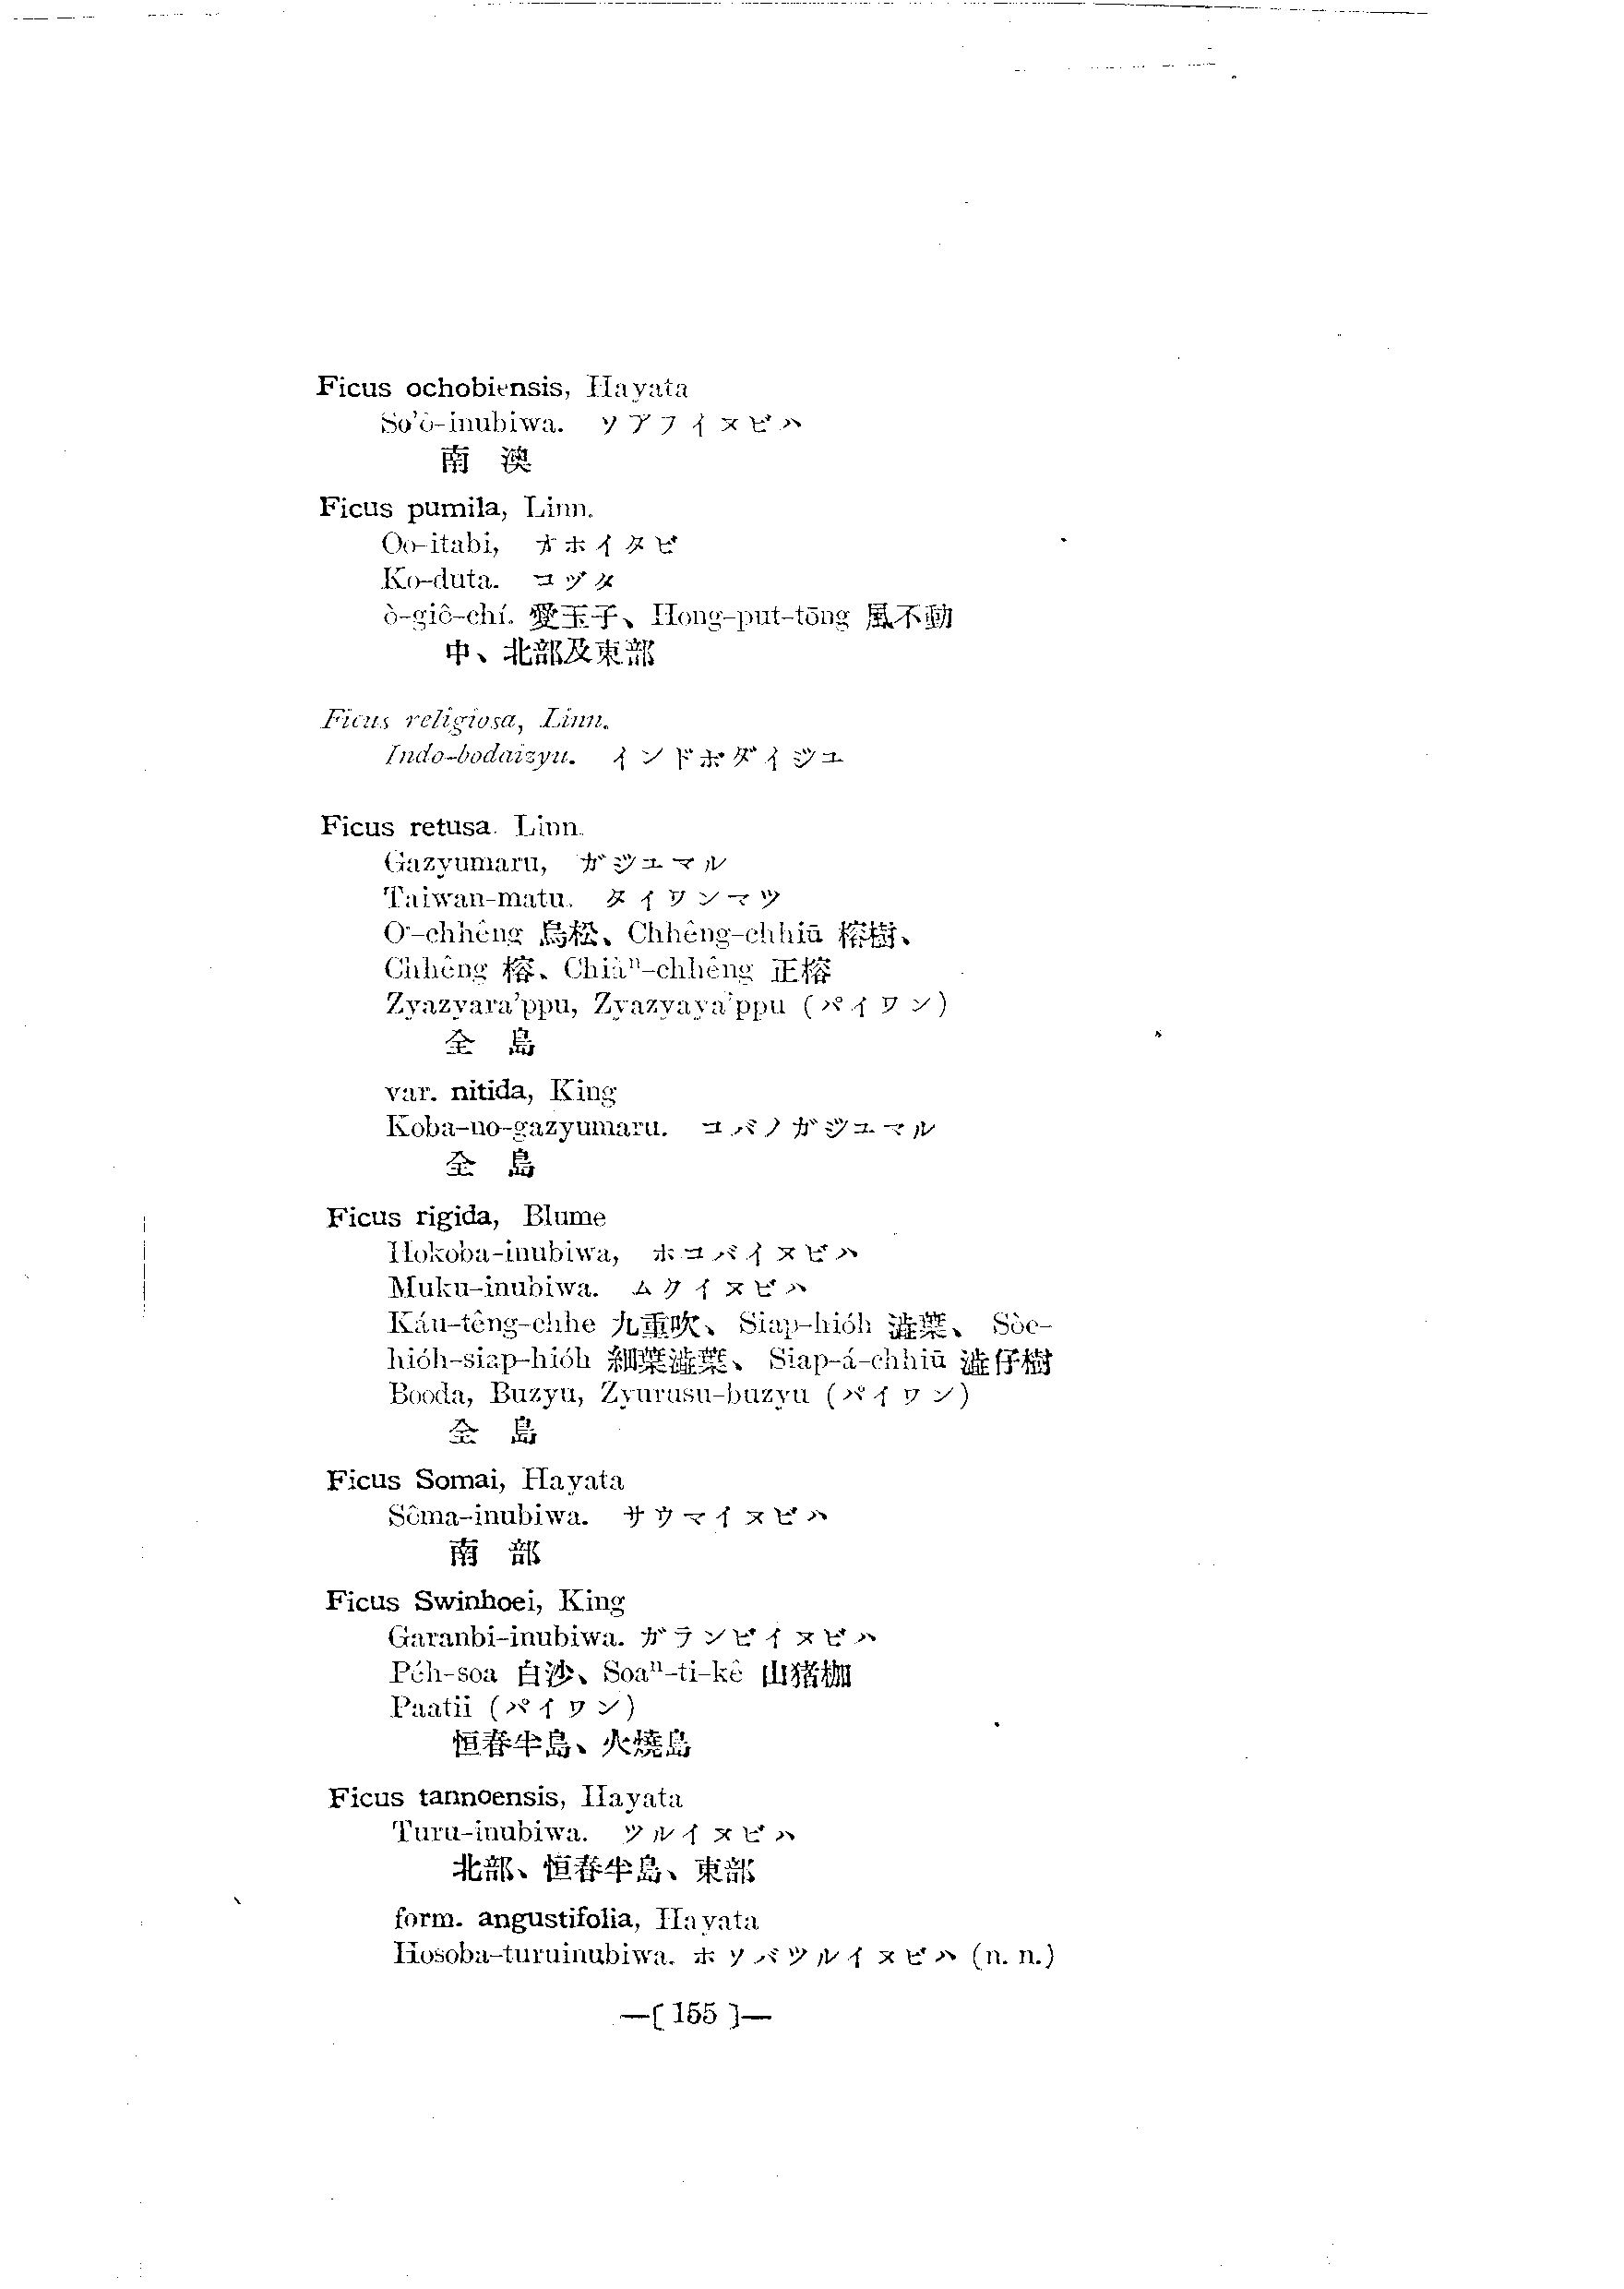 Ficus ochobiensis, Hayata
So'ô-inubiwa. ソアフイヌビハ
南 澳
Ficus pumila, Linn.
Oo-itabi, オホイタビ
Ko-duta. コヅタ
ò-giô-chí. 愛玉子、Hong-put-tōng 風不動
中、北部及東部
Ficus religiosa, Linn.
Indo-bodaizyu. インドボダイジユ
Ficus retusa. Linn.
Gazyumaru, ガジユマル
Taiwan-matu. タイワンマツ
O·-chhêng 鳥松、Chhêng-chhiū 榕樹、
Chhêng 榕、Chiàⁿ-chhêng 正榕
Zyazyara'ppu, Zyazyaya'ppu (パイワン)
全 島
var. nitida, King
Koba-no-gazyumaru. コバノガジユマル
全 島
Ficus rigida, Blume
Hokoba-inubiwa, ホコバイヌビハ
Muku-inubiwa. ムクイヌビハ
Káu-têng-chhe 九重吹、Siap-hióh 澁葉、 Sòe-
hióh-siap-hióh 細葉澁葉、Siap-á-chhiū 澁仔樹
Booda, Buzyu, Zyurusu-buzyu (パイワン)
全 島
Ficus Somai, Hayata
Sôma-inubiwa. サウマイヌビハ
南 部
Ficus Swinhoei, King
Garanbi-inubiwa. ガランビイヌビハ
Péh-soa 白沙、Soaⁿ-ti-kê 山猪枷
Paatii (パイワン)
恒春半島、火燒島
Ficus tannoensis, Hayata
Turu-inubiwa. ツルイヌビハ
北部、恒春半島、東部
form. angustifolia, Hayata
Hosoba-turuinubiwa. ホソバツルイヌビハ (n. n.)
—[ 155 ]—